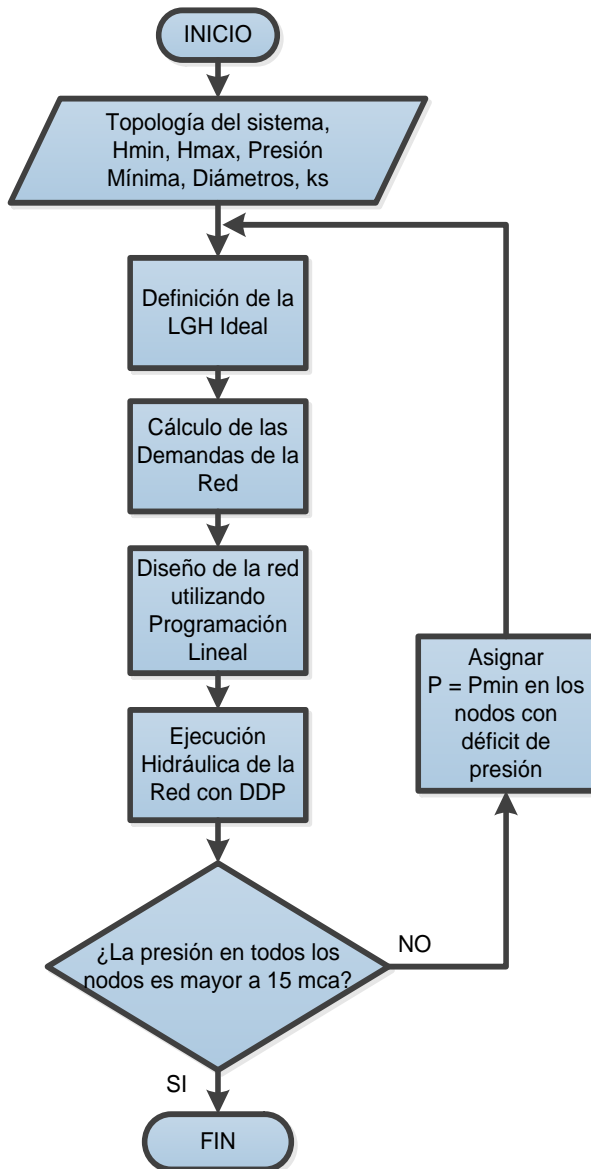 INICIO
Topología del sistema,
Hmin, Hmax, Presión
Mínima, Diámetros, ks
Definición de la
LGH Ideal
Cálculo de las
Demandas de la
Red
Diseño de la red
utilizando
Programación
Lineal
Ejecución
Hidráulica de la
Red con DDP
Asignar
P = Pmin en los
nodos con
déficit de
presión
¿La presión en todos los
nodos es mayor a 15 mca?
NO
SI
FIN